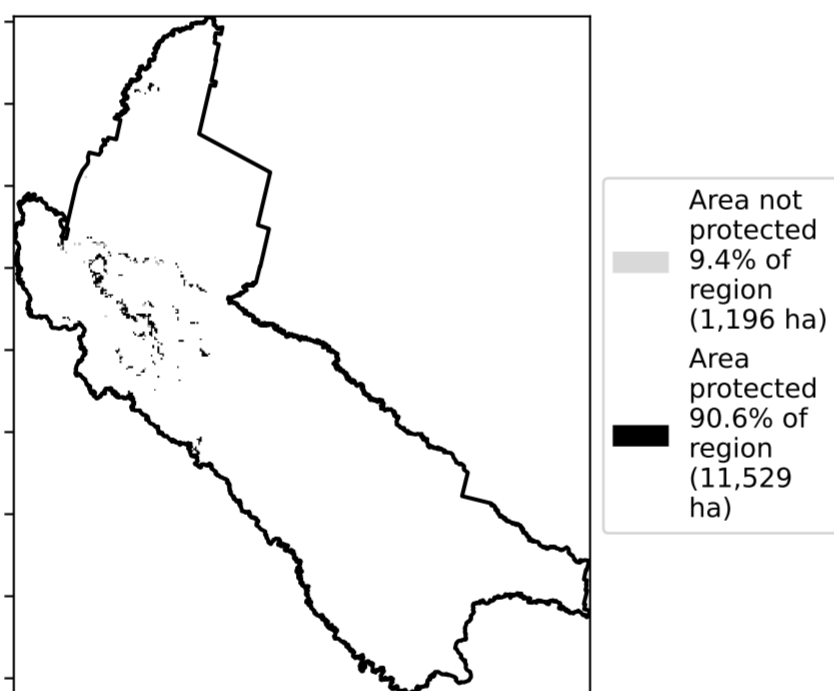 Area not
protected
9.4% of
region
(1,196 ha)
Area
protected
90.6% of
region
(11,529
ha)